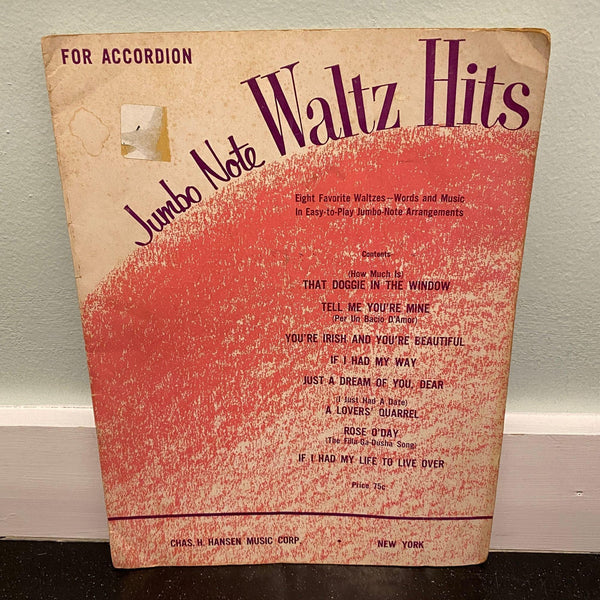 FOR ACCORDION
Jumbo Note Waltz Hits
Eight Favorite Waltzes—Words and Music
in Easy-to-Play Jumbo-Note Arrangements
Contents-
(How Much Is)
THAT DOGGIE IN THE WINDOW
TELL ME YOU'RE MINE
(Per Un Bacio D'Amor)
YOU'RE IRISH AND YOU'RE BEAUTIFUL
IF I HAD MY WAY
JUST A DREAM OF YOU, DEAR
(I Just Had A Date)
A LOVERS' QUARREL
ROSE O'DAY
(The Filla-Ga-Dusha Song)
IF I HAD MY LIFE TO LIVE OVER
Price 75c
CHAS. H. HANSEN MUSIC CORP. • NEW YORK